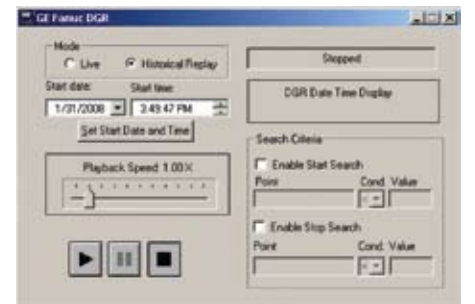 GE Fanuc DGR
Mode
Live
Historical Replay
Start date:
Start time:
1/31/2008
3:49:47 PM
Set Start Date and Time
Playback Speed 1.00X
Stopped
DGR Date Time Display
Search Criteria
Enable Start Search
Point
Cond.
Value
Enable Stop Search
Point
Cond.
Value